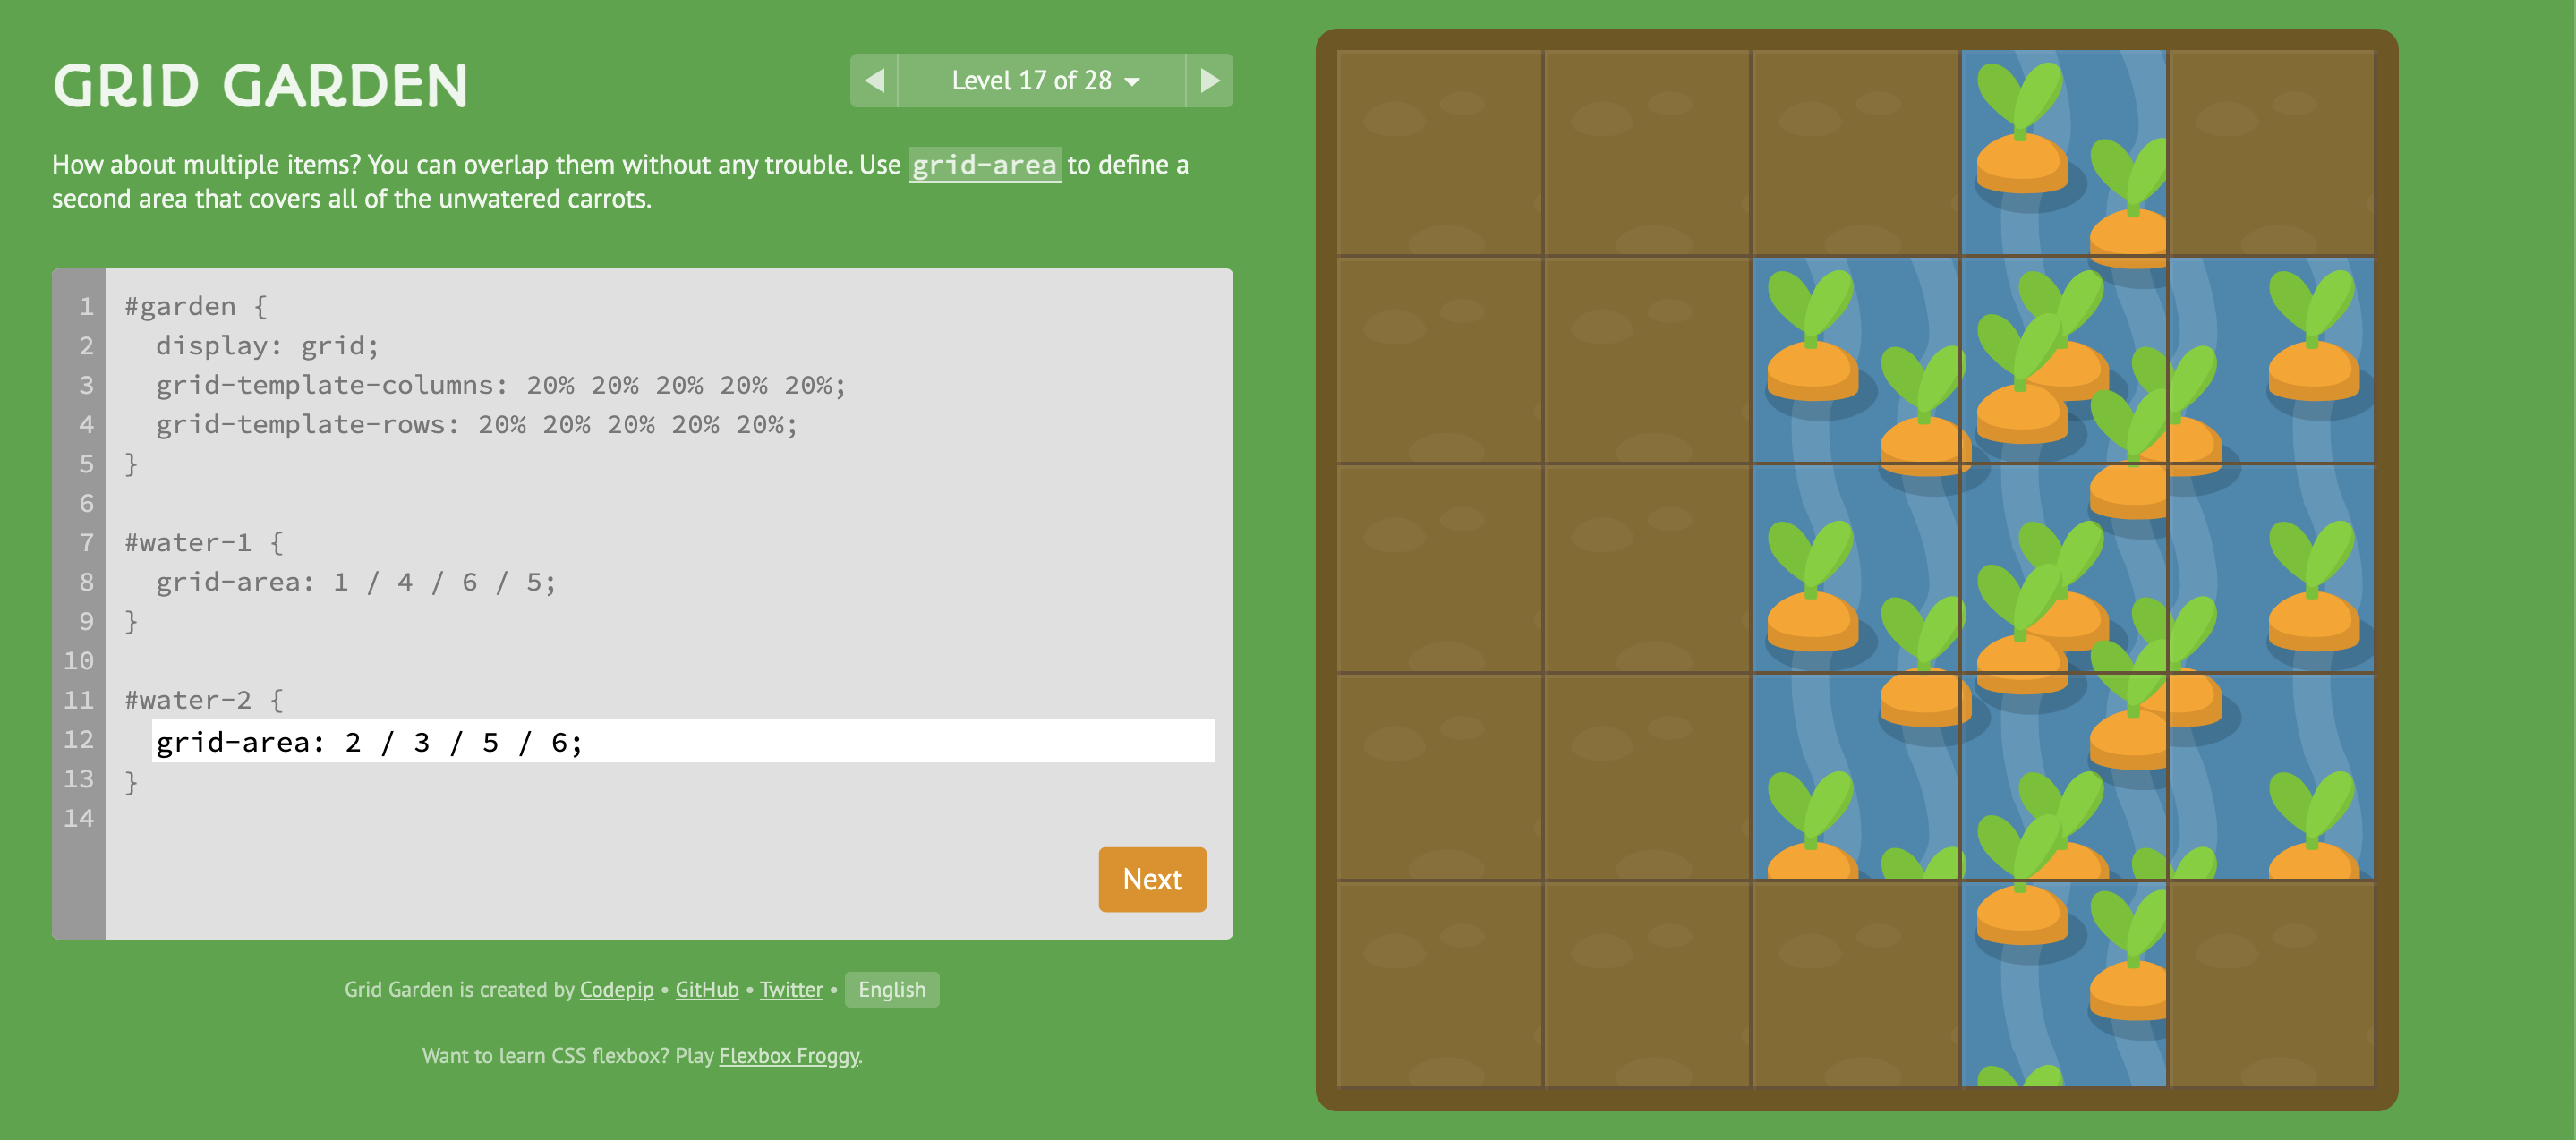 GRID GARDEN
Level 17 of 28
How about multiple items? You can overlap them without any trouble. Use grid-area to define a
second area that covers all of the unwatered carrots.
1 #garden {
2 display: grid;
3 grid-template-columns: 20% 20% 20% 20% 20%;
4 grid-template-rows: 20% 20% 20% 20% 20%;
5 }
6
7 #water-1 {
8 grid-area: 1 / 4 / 6 / 5;
9 }
10
11 #water-2 {
12 grid-area: 2 / 3 / 5 / 6;
13 }
14
Next
Grid Garden is created by Codepip • GitHub • Twitter • English
Want to learn CSS flexbox? Play Flexbox Froggy.